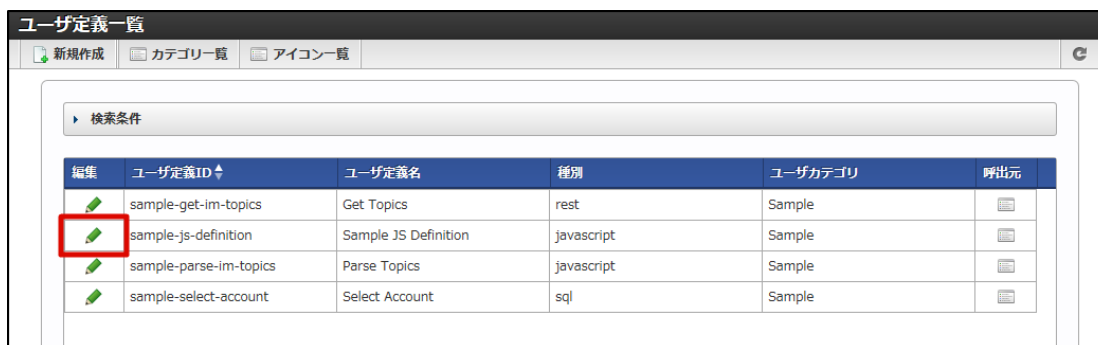 ユーザ定義一覧
新規作成 カテゴリ一覧 アイコン一覧
検索条件
編集 ユーザ定義ID ユーザ定義名 種別 ユーザカテゴリ 呼出元
sample-get-im-topics Get Topics rest Sample
sample-js-definition Sample JS Definition javascript Sample
sample-parse-im-topics Parse Topics javascript Sample
sample-select-account Select Account sql Sample